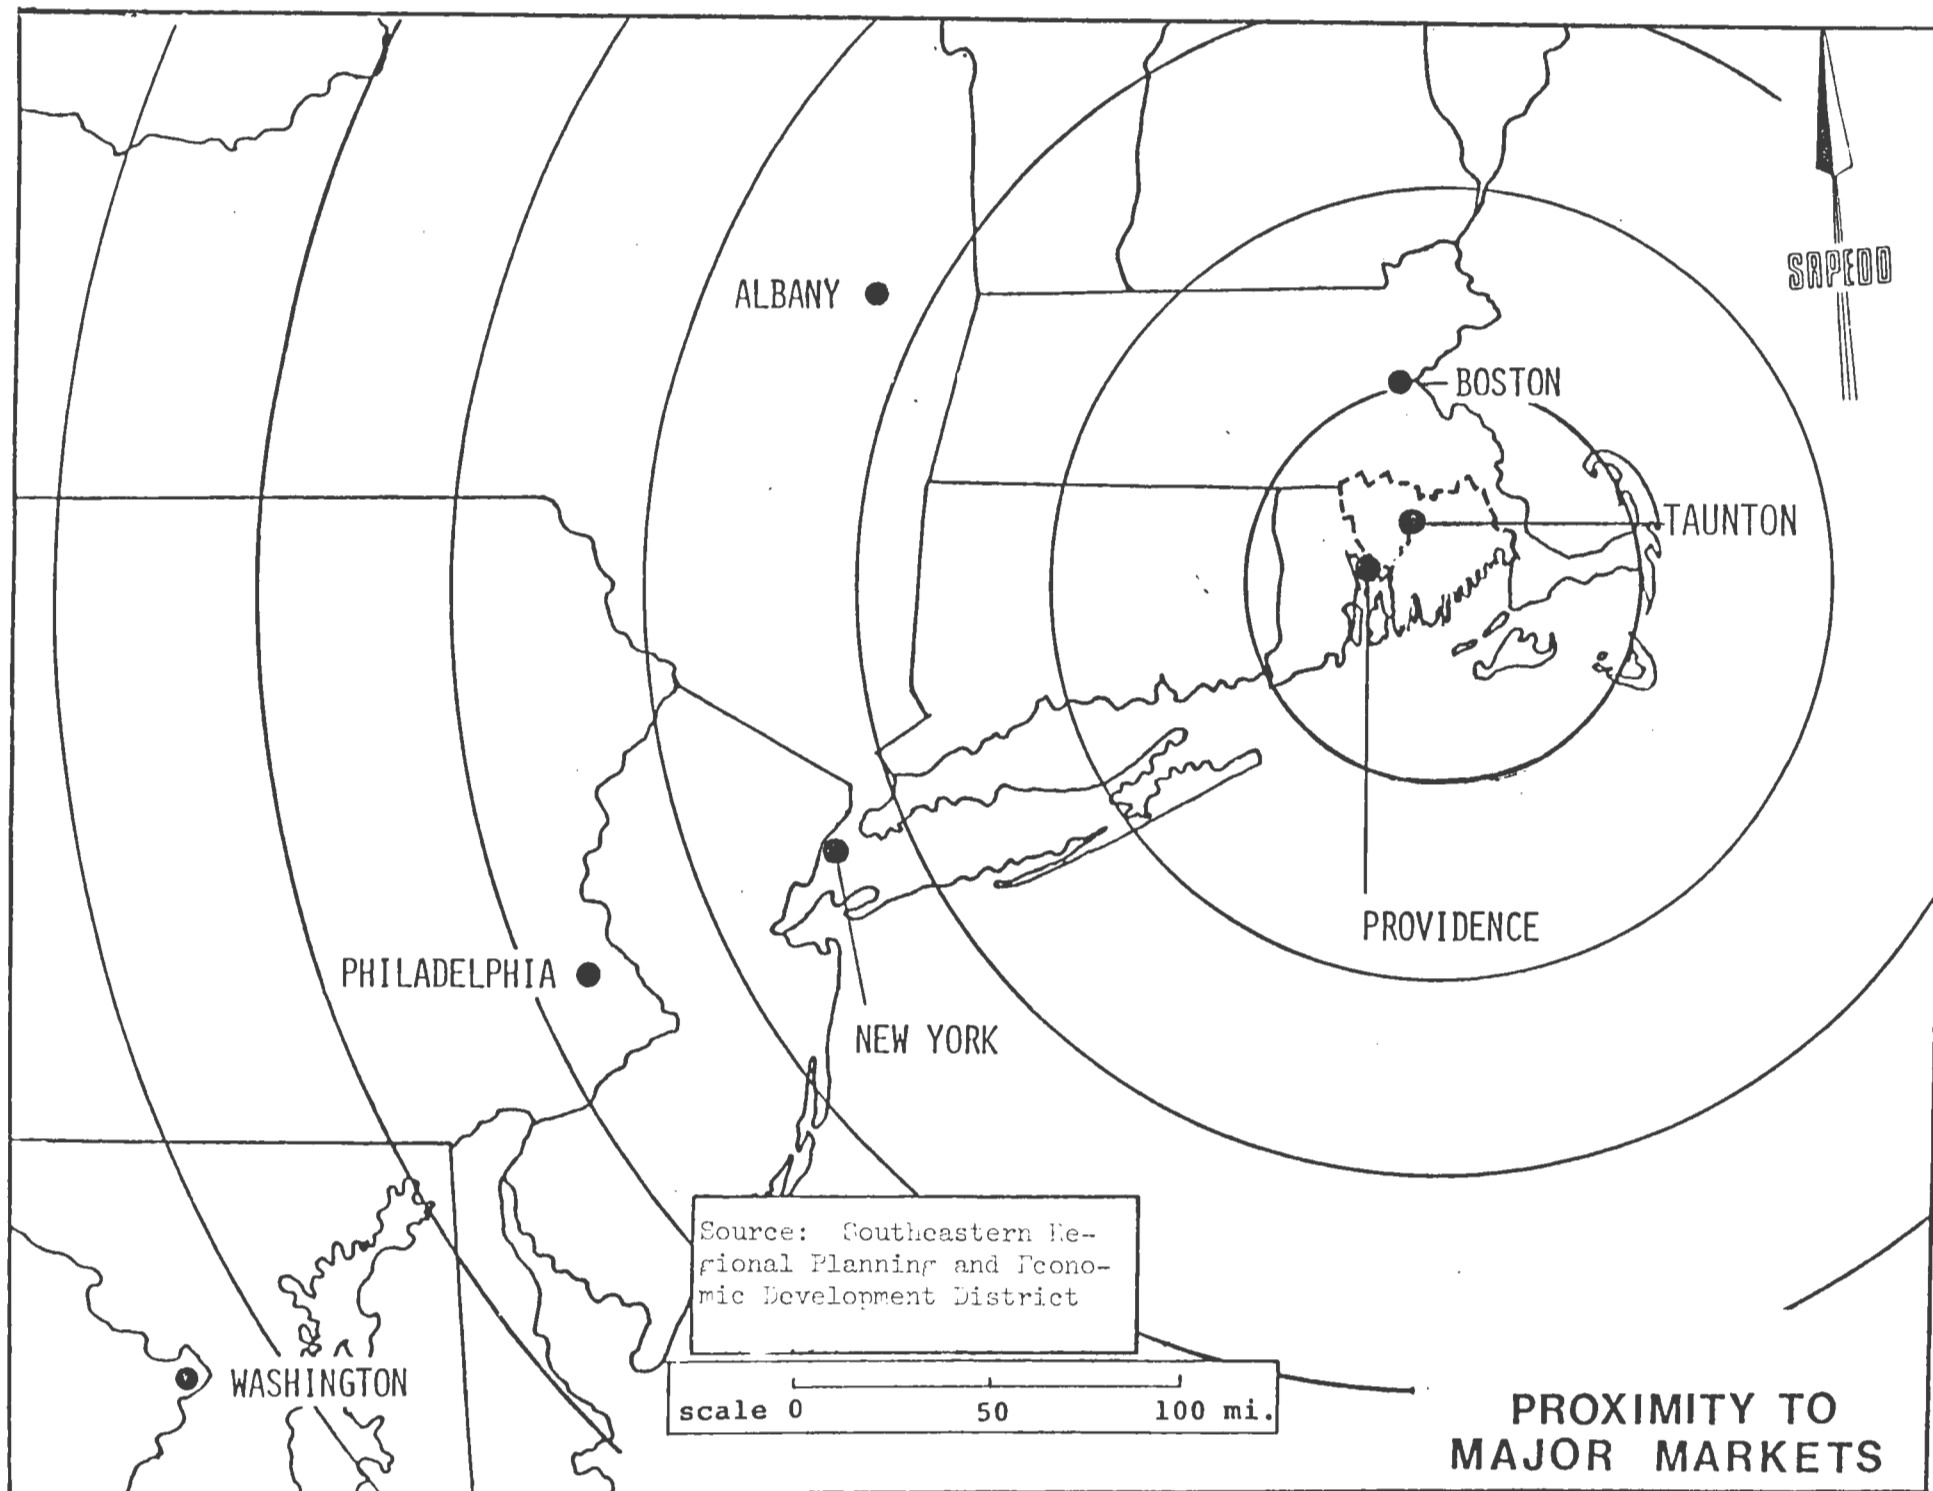 SRPEDD
ALBANY
BOSTON
TAUNTON
PROVIDENCE
PHILADELPHIA
NEW YORK
WASHINGTON
Source: Southeastern Re-
gional Planning and Econo-
mic Development District
scale 0 50 100 mi.
PROXIMITY TO
MAJOR MARKETS